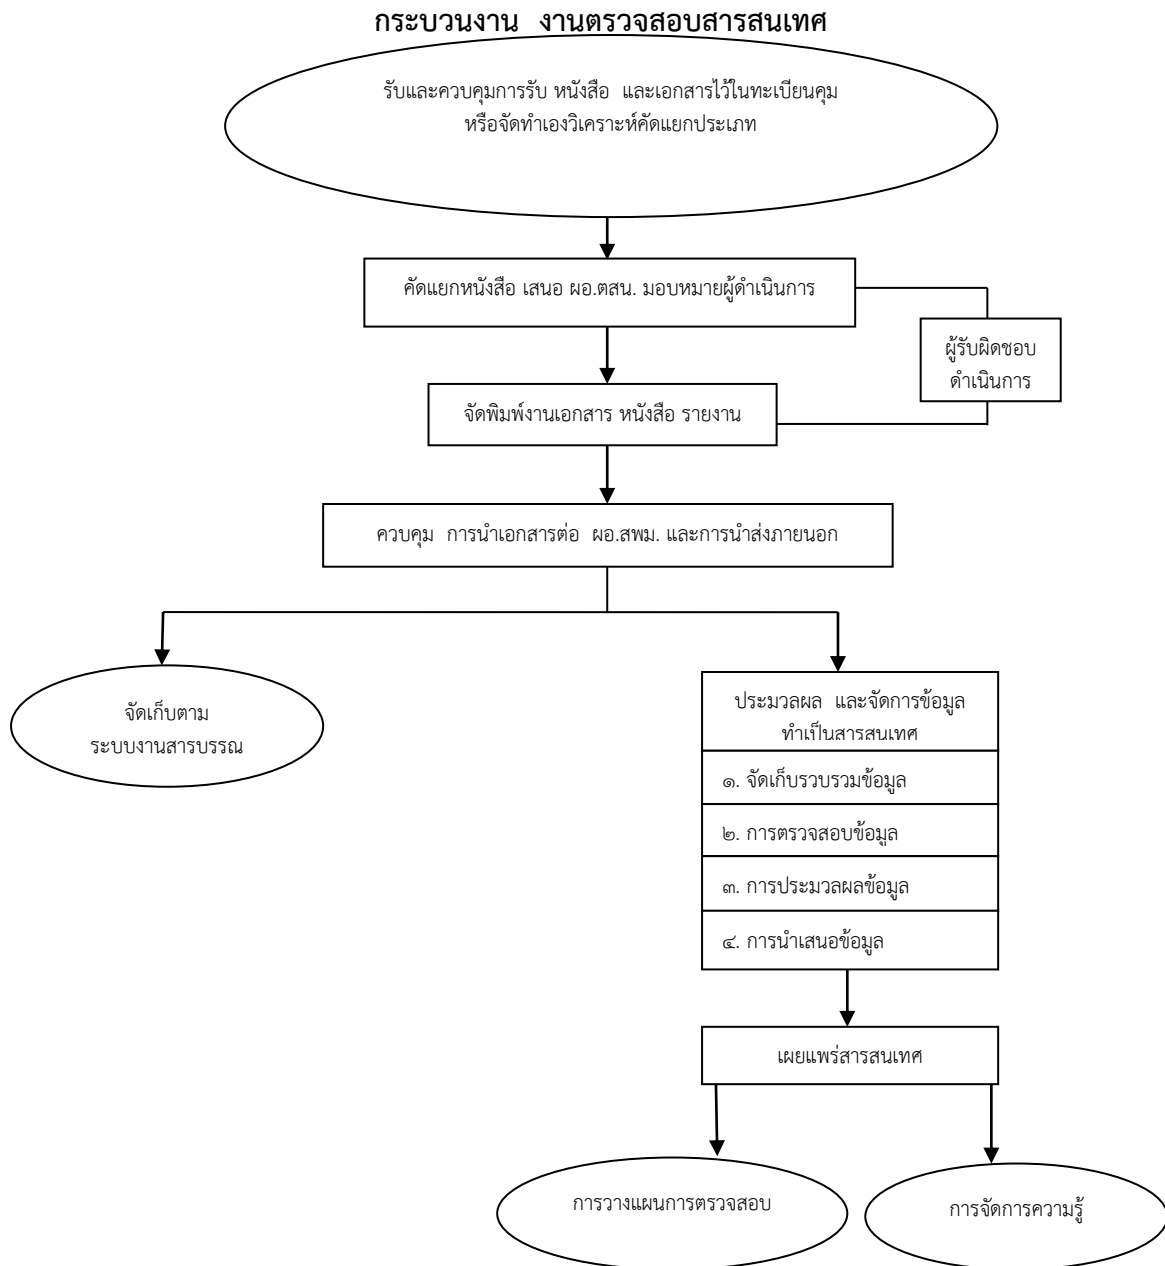 กระบวนงาน งานตรวจสอบสารสนเทศ
รับและควบคุมการรับ หนังสือ และเอกสารไว้ในทะเบียนคุม
หรือจัดทำเองวิเคราะห์คัดแยกประเภท
คัดแยกหนังสือ เสนอ ผอ.ตสน. มอบหมายผู้ดำเนินการ
ผู้รับผิดชอบ
ดำเนินการ
จัดพิมพ์งานเอกสาร หนังสือ รายงาน
ควบคุม การนำเอกสารต่อ ผอ.สพม. และการนำส่งภายนอก
จัดเก็บตาม
ระบบงานสารบรรณ
ประมวลผล และจัดการข้อมูล
ทำเป็นสารสนเทศ
๑. จัดเก็บรวบรวมข้อมูล
๒. การตรวจสอบข้อมูล
๓. การประมวลผลข้อมูล
๔. การนำเสนอข้อมูล
เผยแพร่สารสนเทศ
การวางแผนการตรวจสอบ
การจัดการความรู้